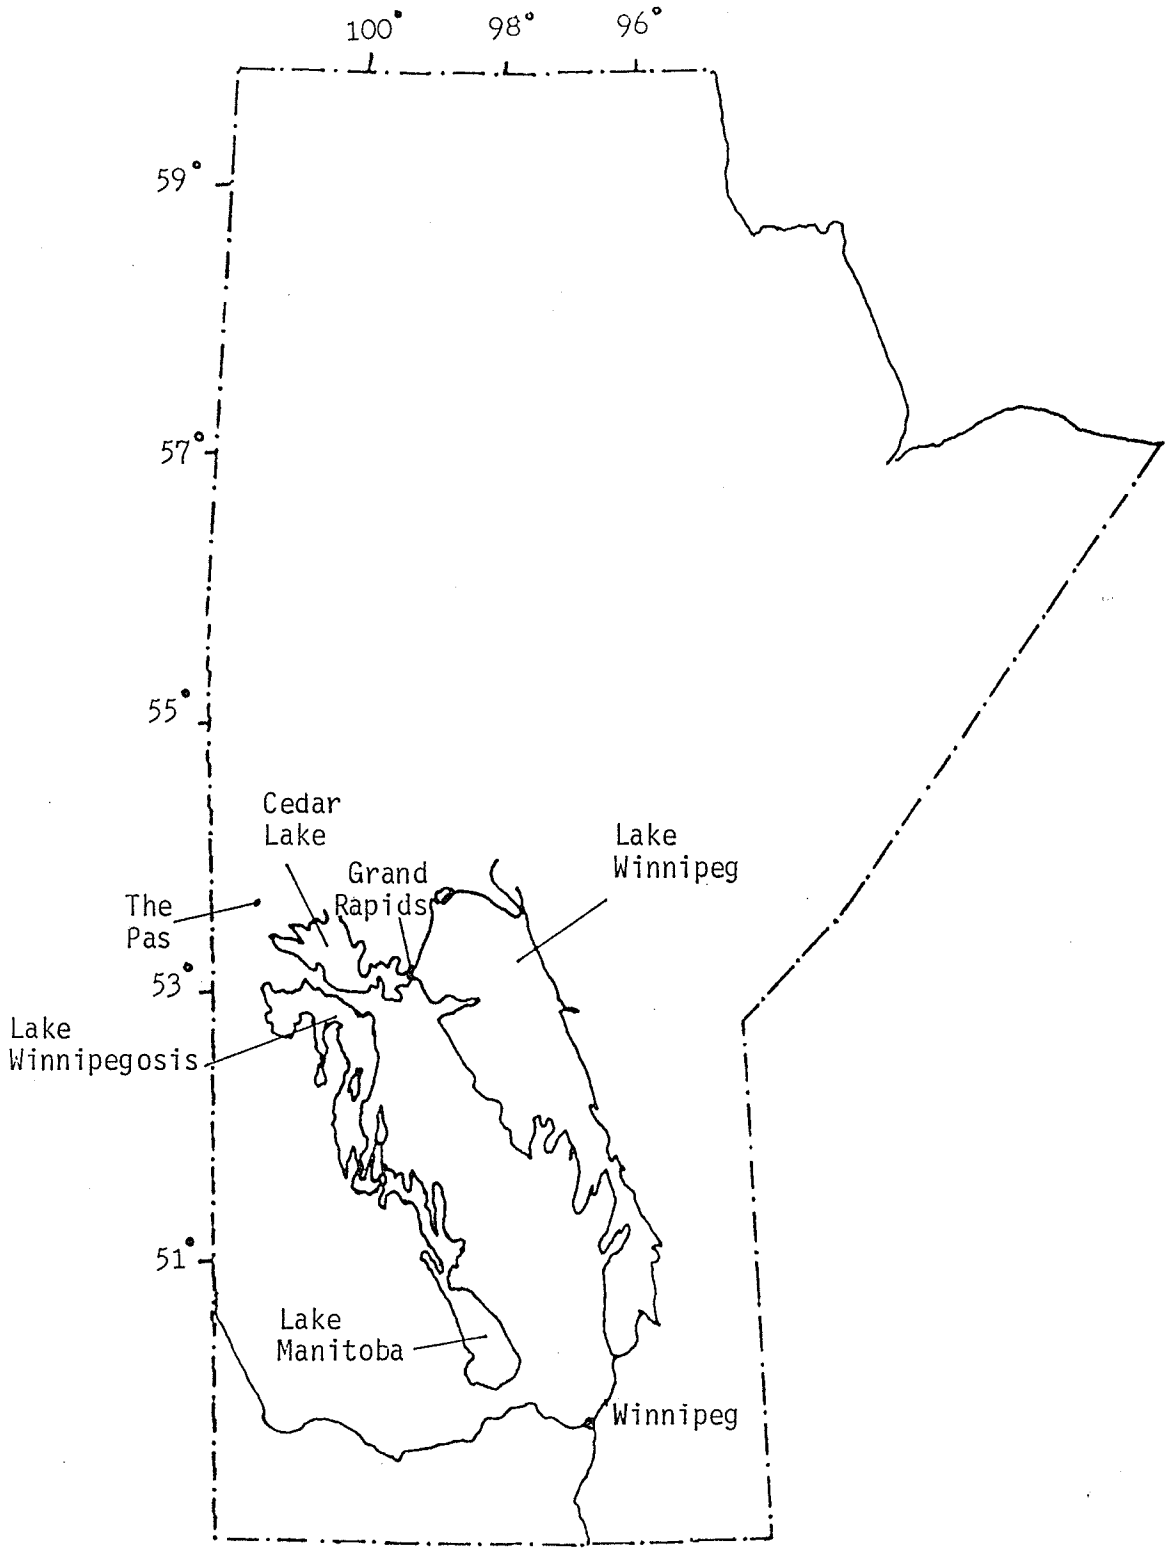 100°
98°
96°
59°
57°
55°
Cedar
Lake
Lake
Winnipeg
Grand
Rapids
The
Pas
53°
Lake
Winnipegosis
51°
Lake
Manitoba
Winnipeg